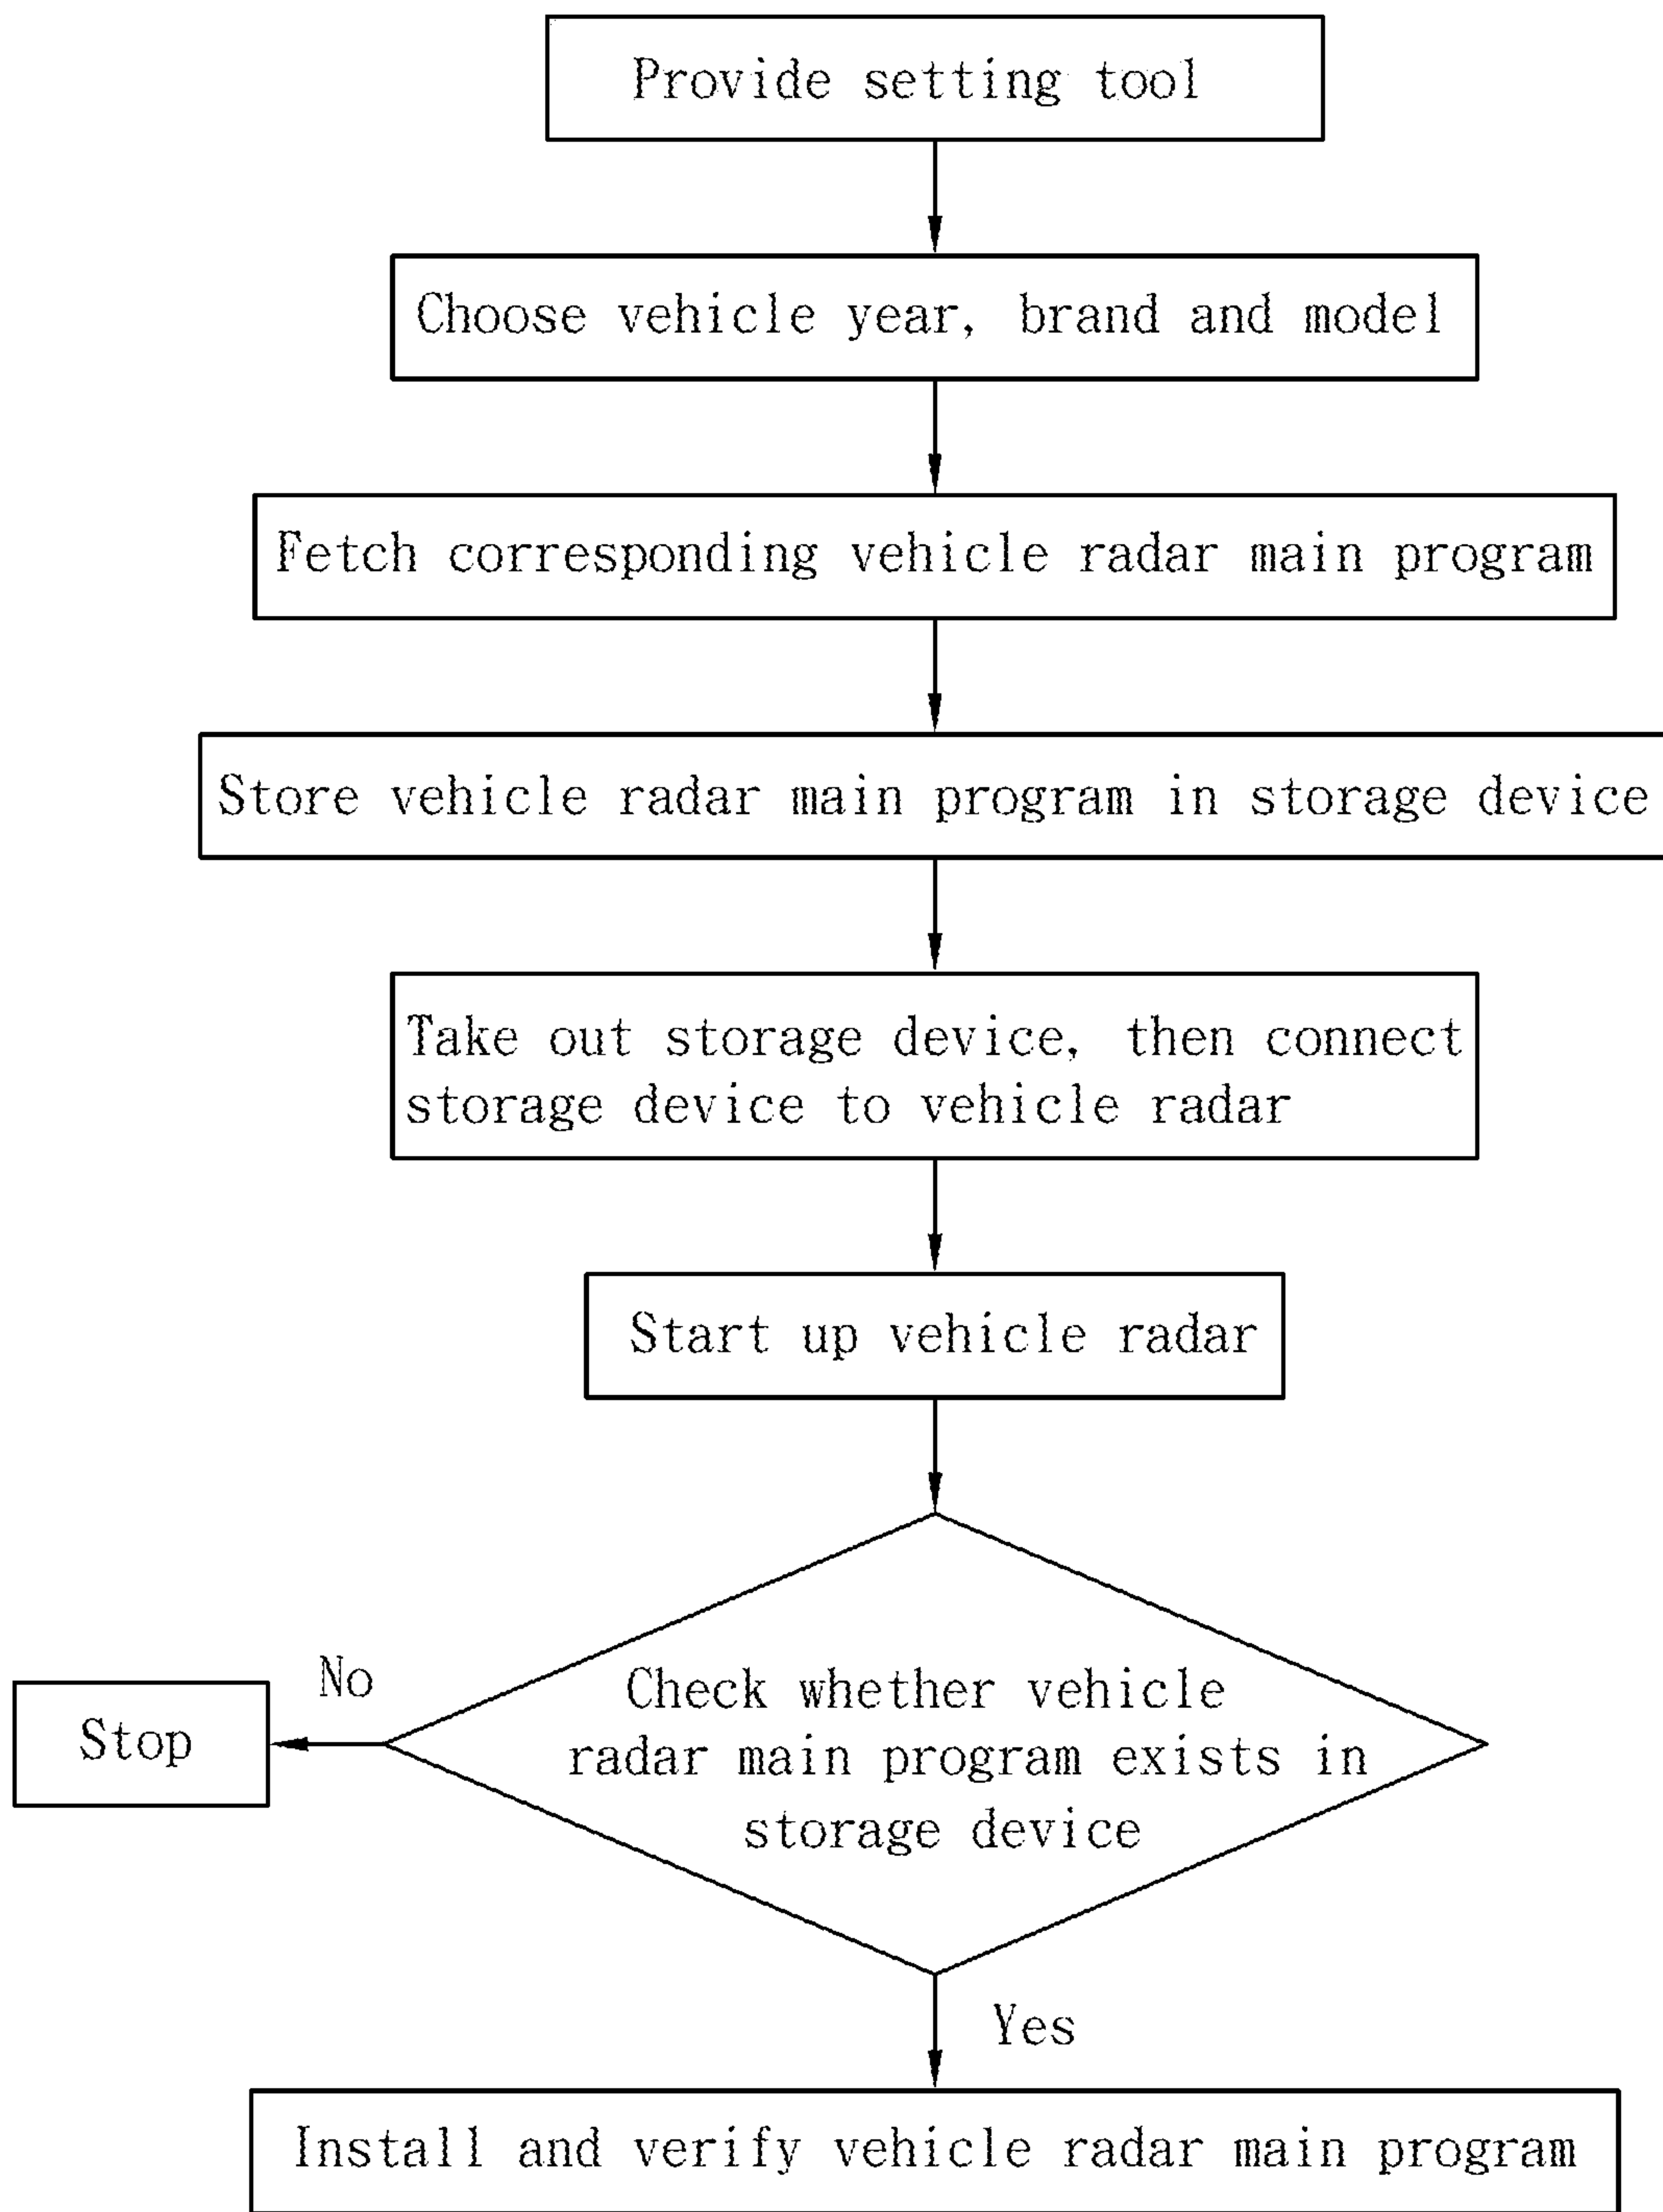 Provide setting tool
Choose vehicle year, brand and model
Fetch corresponding vehicle radar main program
Store vehicle radar main program in storage device
Take out storage device, then connect
storage device to vehicle radar
Start up vehicle radar
Check whether vehicle
radar main program exists in
storage device
No
Stop
Yes
Install and verify vehicle radar main program